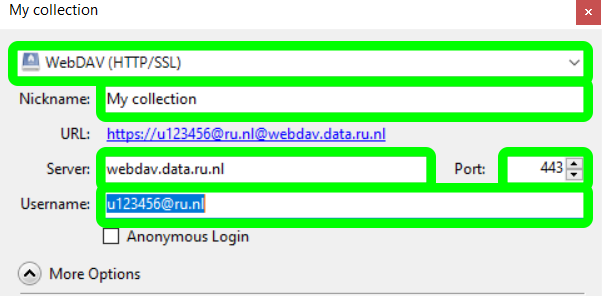 My collection
WebDAV (HTTP/SSL)
Nickname: My collection
URL: https://u123456@ru.nl@webdav.data.ru.nl
Server: webdav.data.ru.nl Port: 443
Username: u123456@ru.nl
Anonymous Login
More Options